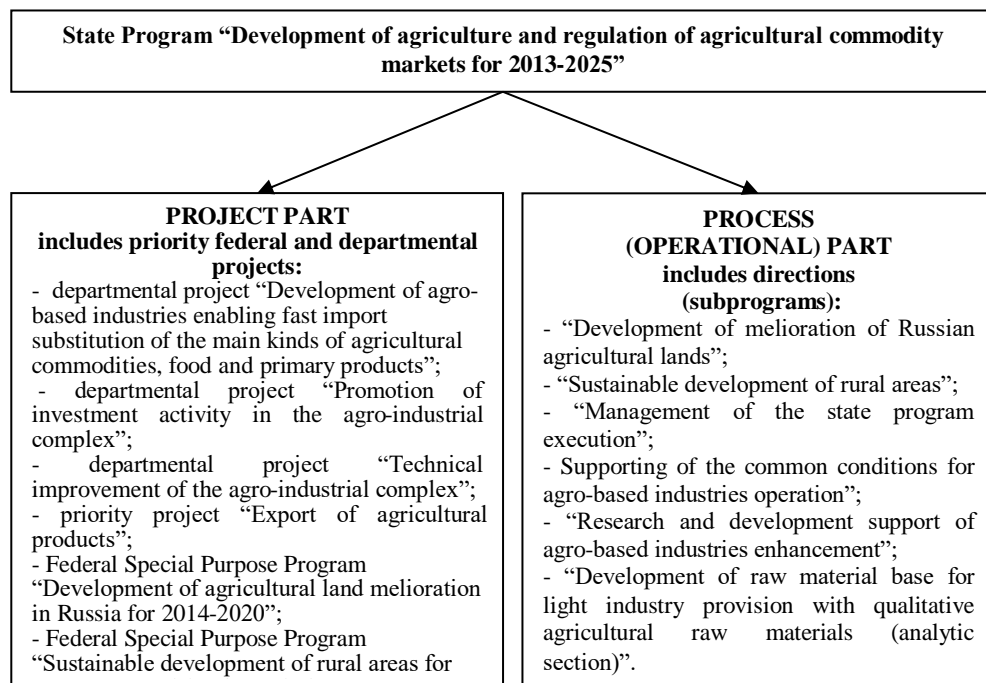 State Program “Development of agriculture and regulation of agricultural commodity
markets for 2013-2025”
PROJECT PART
includes priority federal and departmental
projects:
- departmental project “Development of agro-
based industries enabling fast import
substitution of the main kinds of agricultural
commodities, food and primary products”;
- departmental project “Promotion of
investment activity in the agro-industrial
complex”;
- departmental project “Technical
improvement of the agro-industrial complex”;
- priority project “Export of agricultural
products”;
- Federal Special Purpose Program
“Development of agricultural land melioration
in Russia for 2014-2020”;
- Federal Special Purpose Program
“Sustainable development of rural areas for
PROCESS
(OPERATIONAL) PART
includes directions
(subprograms):
- “Development of melioration of Russian
agricultural lands”;
- “Sustainable development of rural areas”;
- “Management of the state program
execution”;
- Supporting of the common conditions for
agro-based industries operation”;
- “Research and development support of
agro-based industries enhancement”;
- “Development of raw material base for
light industry provision with qualitative
agricultural raw materials (analytic
section)”.